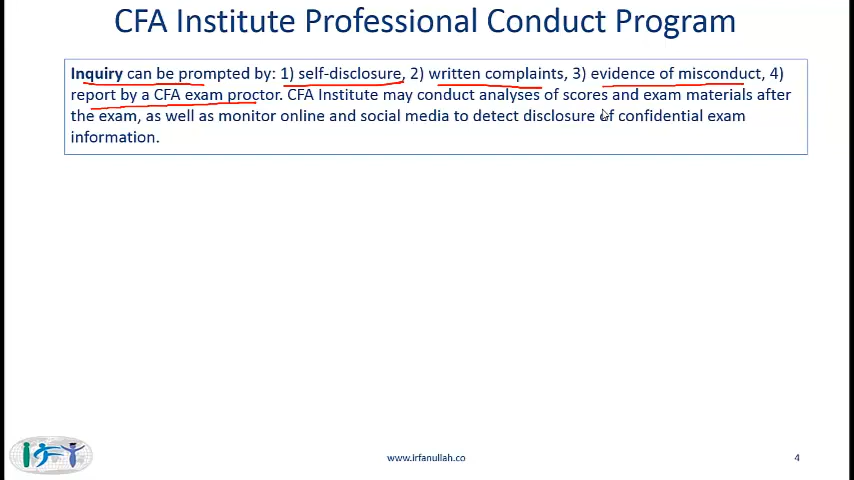 CFA Institute Professional Conduct Program
Inquiry can be prompted by: 1) self-disclosure, 2) written complaints, 3) evidence of misconduct, 4)
report by a CFA exam proctor. CFA Institute may conduct analyses of scores and exam materials after
the exam, as well as monitor online and social media to detect disclosure of confidential exam
information.
www.irfanullah.co
4